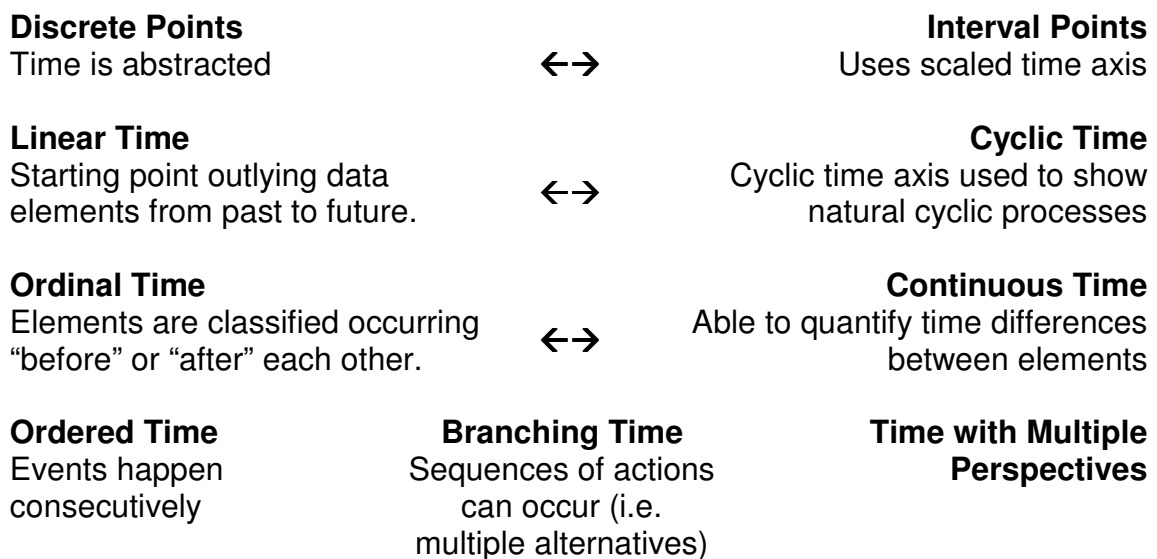 Discrete Points
Time is abstracted
←→
Interval Points
Uses scaled time axis
Linear Time
Starting point outlying data
elements from past to future.
←→
Cyclic Time
Cyclic time axis used to show
natural cyclic processes
Ordinal Time
Elements are classified occurring
“before” or “after” each other.
←→
Continuous Time
Able to quantify time differences
between elements
Ordered Time
Events happen
consecutively
Branching Time
Sequences of actions
can occur (i.e.
multiple alternatives)
Time with Multiple
Perspectives